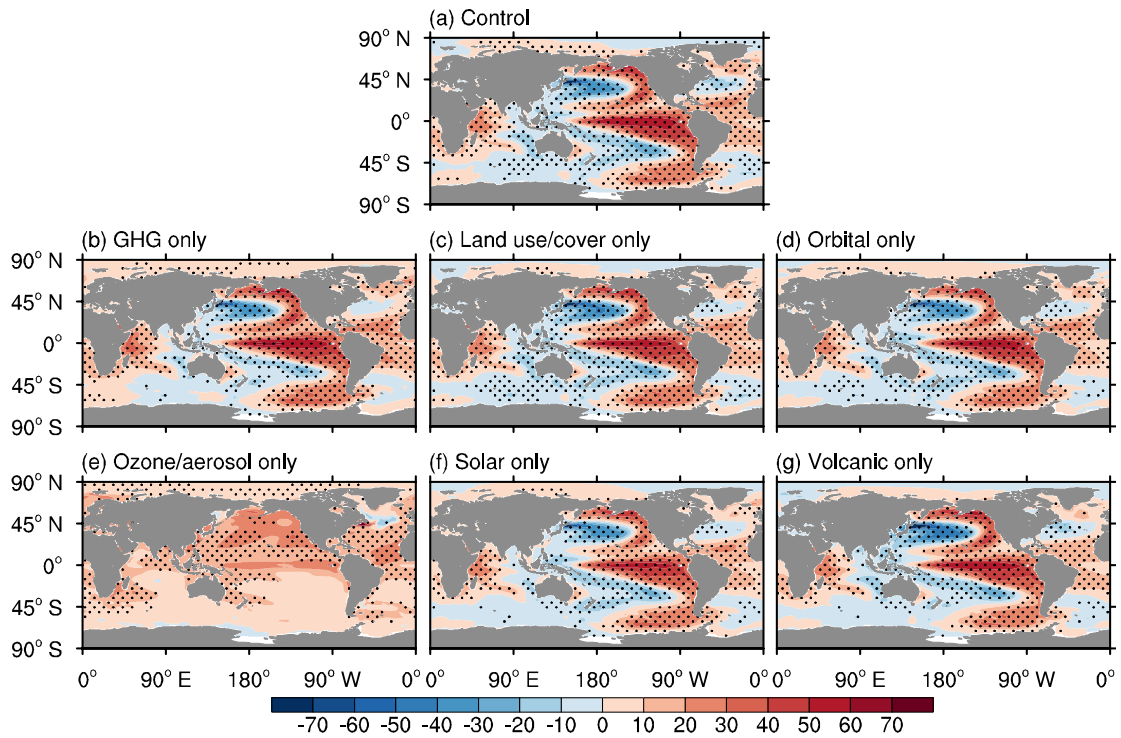 (a) Control
90° N
45° N
0°
45° S
90° S
(b) GHG only
(c) Land use/cover only
(d) Orbital only
90° N
45° N
0°
45° S
90° S
(e) Ozone/aerosol only
(f) Solar only
(g) Volcanic only
90° N
45° N
0°
45° S
90° S
0° 90° E 180° 90° W 0° 90° E 180° 90° W 0° 90° E 180° 90° W 0°
-70 -60 -50 -40 -30 -20 -10 0 10 20 30 40 50 60 70